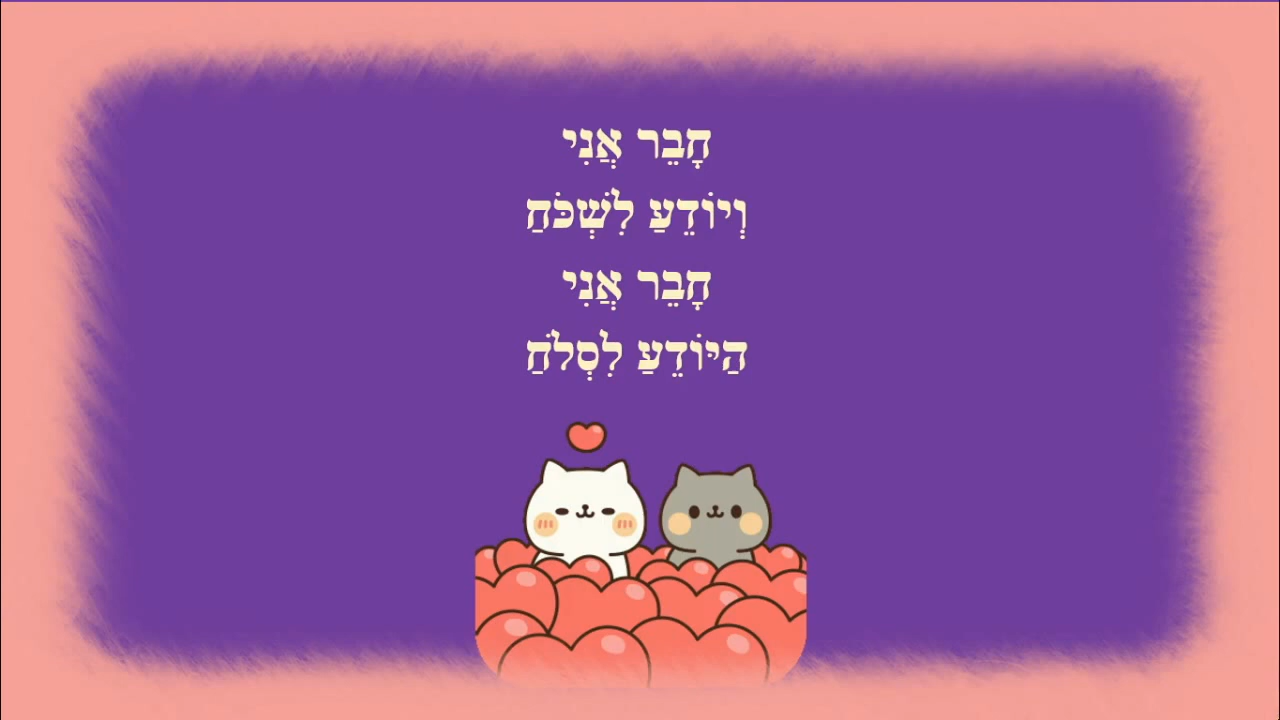 חָבֵר אֲנִי
וְיוֹדֵעַ לִשְׁכֹּחַ
חָבֵר אֲנִי
הַיּוֹדֵעַ לִסְלֹחַ